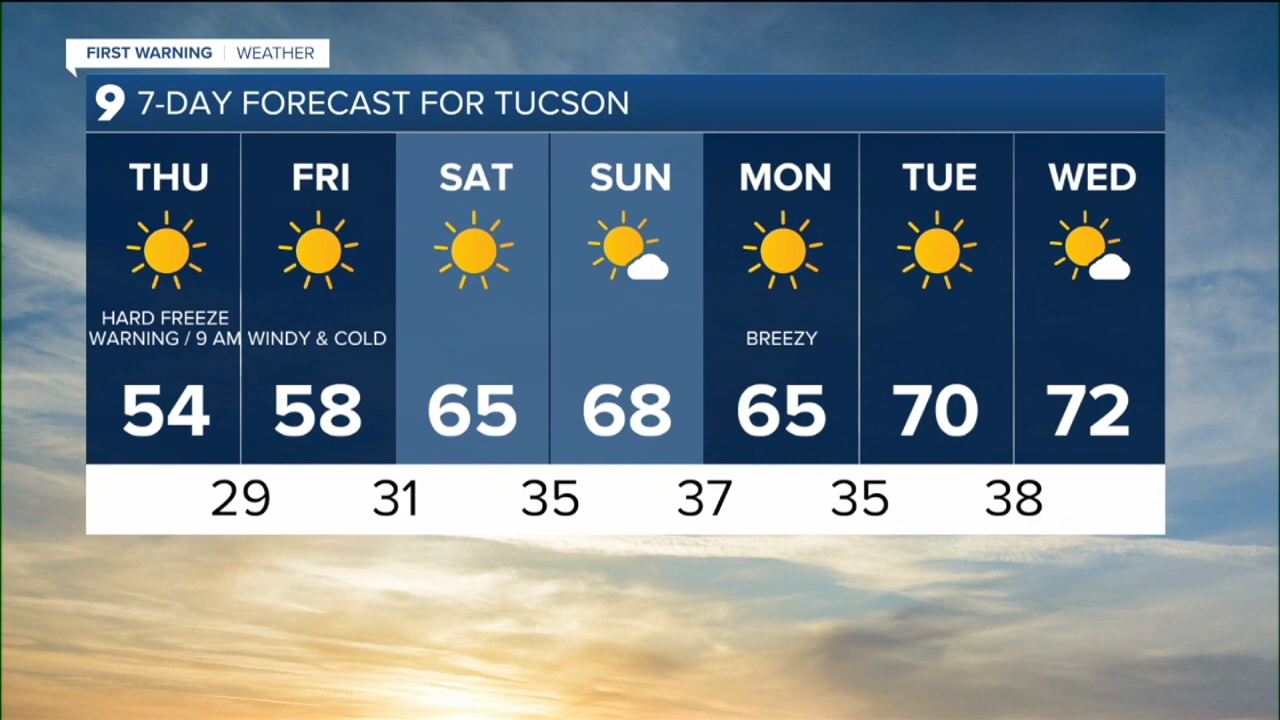 FIRST WARNING | WEATHER
9 7-DAY FORECAST FOR TUCSON
THU FRI SAT SUN MON TUE WED
HARD FREEZE
WARNING / 9 AM WINDY & COLD BREEZY
54 58 65 68 65 70 72
29 31 35 37 35 38